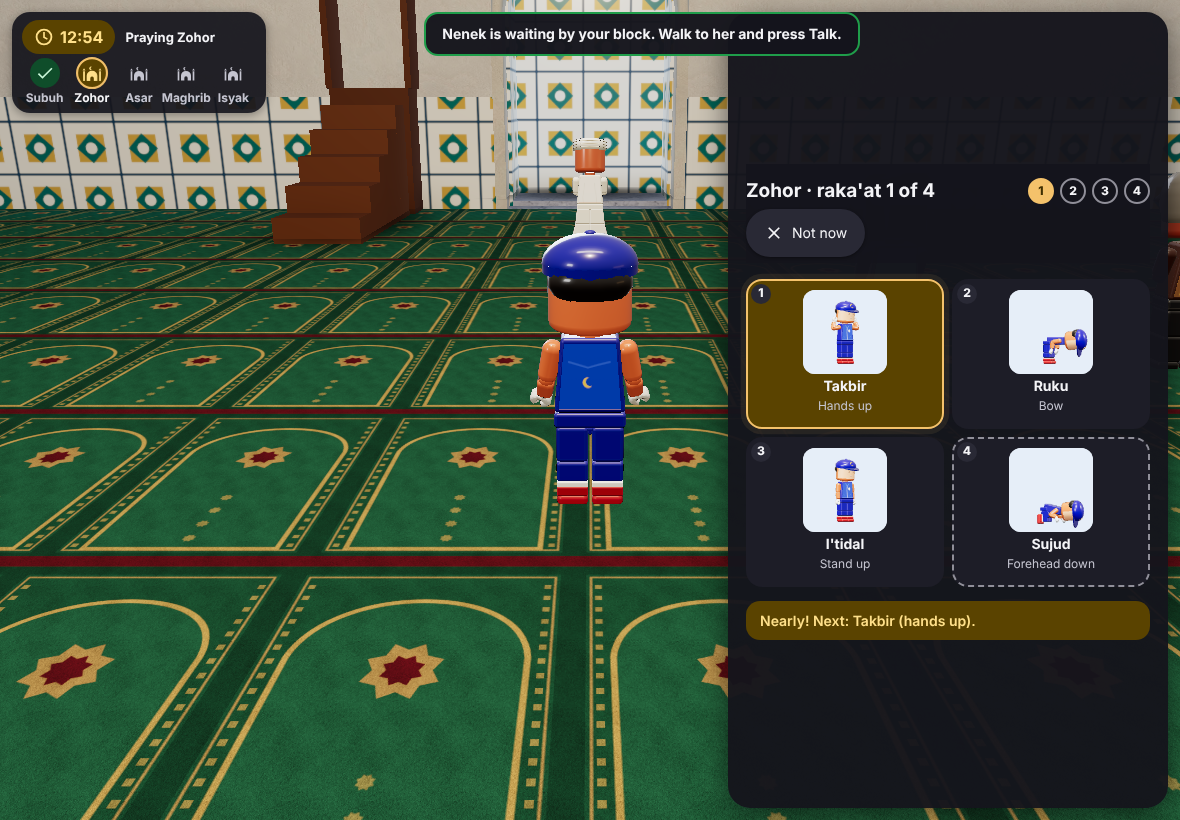 12:54 Praying Zohor
Subuh Zohor Asar Maghrib Isyak
Nenek is waiting by your block. Walk to her and press Talk.
Zohor · raka'at 1 of 4
1 2 3 4
Not now
1
Takbir
Hands up
2
Ruku
Bow
3
I'tidal
Stand up
4
Sujud
Forehead down
Nearly! Next: Takbir (hands up).